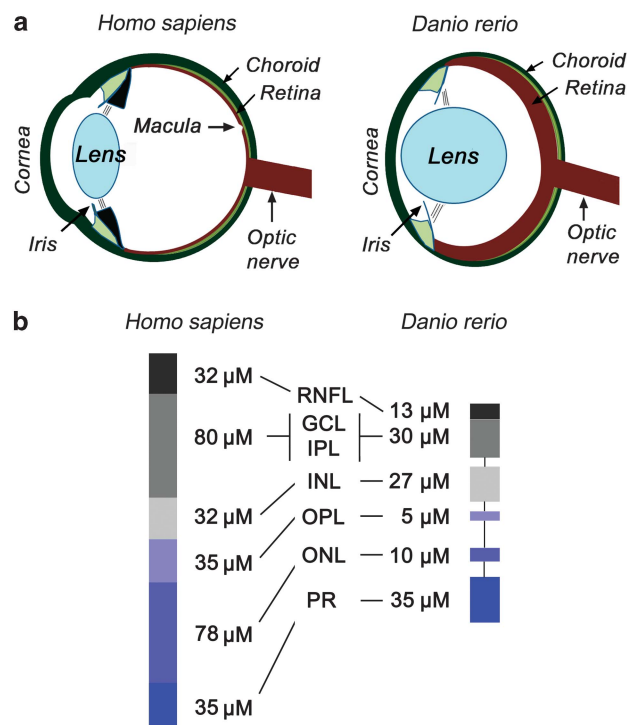 a
Homo sapiens
Danio rerio
Choroid
Retina
Macula
Lens
Cornea
Iris
Optic
nerve
Choroid
Retina
Lens
Cornea
Iris
Optic
nerve
b
Homo sapiens
Danio rerio
32 µM
RNFL
13 µM
80 µM
GCL
IPL
30 µM
32 µM
INL
27 µM
35 µM
OPL
5 µM
78 µM
ONL
10 µM
35 µM
PR
35 µM